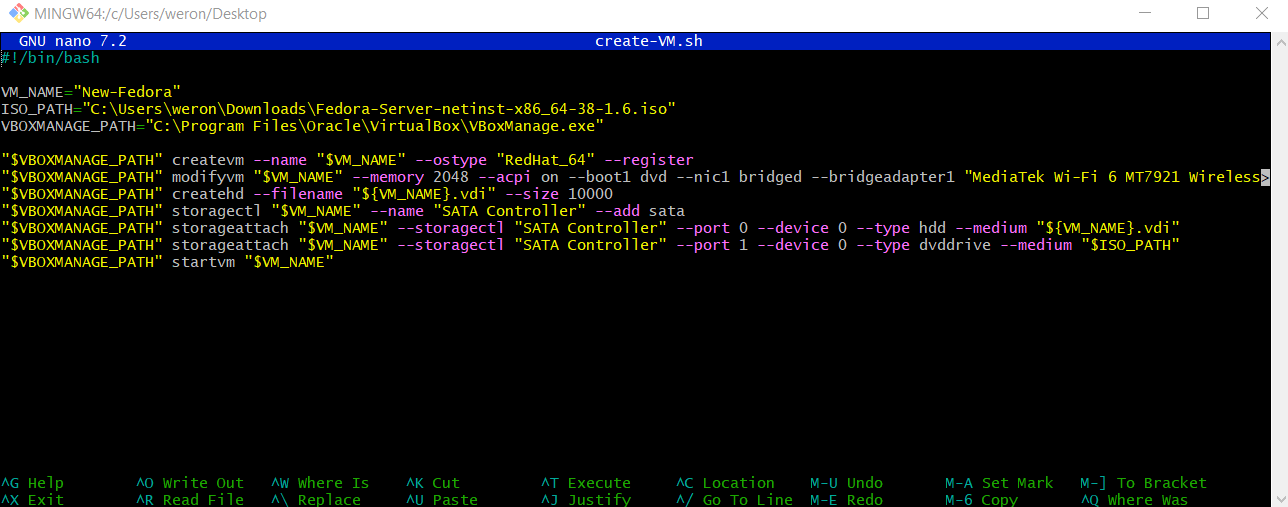 MINGW64:/c/Users/weron/Desktop
GNU nano 7.2 create-VM.sh
#!/bin/bash
VM_NAME="New-Fedora"
ISO_PATH="C:\Users\weron\Downloads\Fedora-Server-netinst-x86_64-38-1.6.iso"
VBOXMANAGE_PATH="C:\Program Files\Oracle\VirtualBox\VBoxManage.exe"
"$VBOXMANAGE_PATH" createvm --name "$VM_NAME" --ostype "RedHat_64" --register
"$VBOXMANAGE_PATH" modifyvm "$VM_NAME" --memory 2048 --acpi on --boot1 dvd --nic1 bridged --bridgeadapter1 "MediaTek Wi-Fi 6 MT7921 Wireless>
"$VBOXMANAGE_PATH" createhd --filename "${VM_NAME}.vdi" --size 10000
"$VBOXMANAGE_PATH" storagectl "$VM_NAME" --name "SATA Controller" --add sata
"$VBOXMANAGE_PATH" storageattach "$VM_NAME" --storagectl "SATA Controller" --port 0 --device 0 --type hdd --medium "${VM_NAME}.vdi"
"$VBOXMANAGE_PATH" storageattach "$VM_NAME" --storagectl "SATA Controller" --port 1 --device 0 --type dvddrive --medium "$ISO_PATH"
"$VBOXMANAGE_PATH" startvm "$VM_NAME"
^G Help ^O Write Out ^W Where Is ^K Cut ^T Execute ^C Location M-U Undo M-A Set Mark M-] To Bracket
^X Exit ^R Read File ^\ Replace ^U Paste ^J Justify ^/ Go To Line M-E Redo M-6 Copy ^Q Where Was